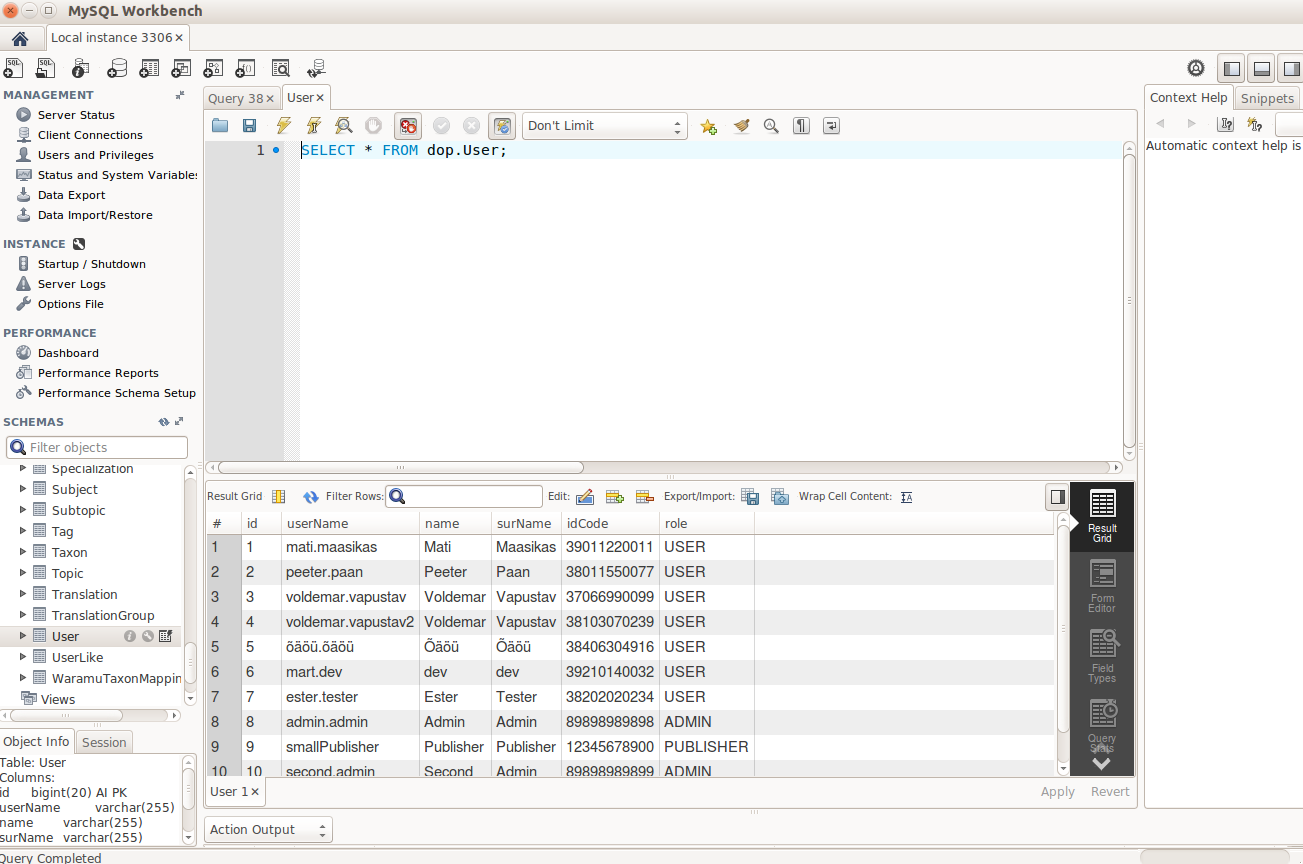 MySQL Workbench
Local instance 3306
MANAGEMENT
Server Status
Client Connections
Users and Privileges
Status and System Variables
Data Export
Data Import/Restore
INSTANCE
Startup / Shutdown
Server Logs
Options File
PERFORMANCE
Dashboard
Performance Reports
Performance Schema Setup
SCHEMAS
Filter objects
Specialization
Subject
Subtopic
Tag
Taxon
Topic
Translation
TranslationGroup
User
UserLike
WaramuTaxonMappin
Views
Object Info Session
Table: User
Columns:
id bigint(20) AI PK
userName varchar(255)
name varchar(255)
surName varchar(255)
Query Completed
Query 38 User
Don't Limit
1 SELECT * FROM dop.User;
Result Grid Filter Rows: Edit: Export/Import: Wrap Cell Content:
# id userName name surName idCode role
1 1 mati.maasikas Mati Maasikas 39011220011 USER
2 2 peeter.paan Peeter Paan 38011550077 USER
3 3 voldemar.vapustav Voldemar Vapustav 37066990099 USER
4 4 voldemar.vapustav2 Voldemar Vapustav 38103070239 USER
5 5 õäöü.õäöü Õäöü Õäöü 38406304916 USER
6 6 mart.dev dev dev 39210140032 USER
7 7 ester.tester Ester Tester 38202020234 USER
8 8 admin.admin Admin Admin 89898989898 ADMIN
9 9 smallPublisher Publisher Publisher 12345678900 PUBLISHER
10 10 second.admin Second Admin 89898989899 ADMIN
Result
Grid
Form
Editor
Field
Types
Query
Stats
User 1
Apply Revert
Action Output
Context Help Snippets
Automatic context help is